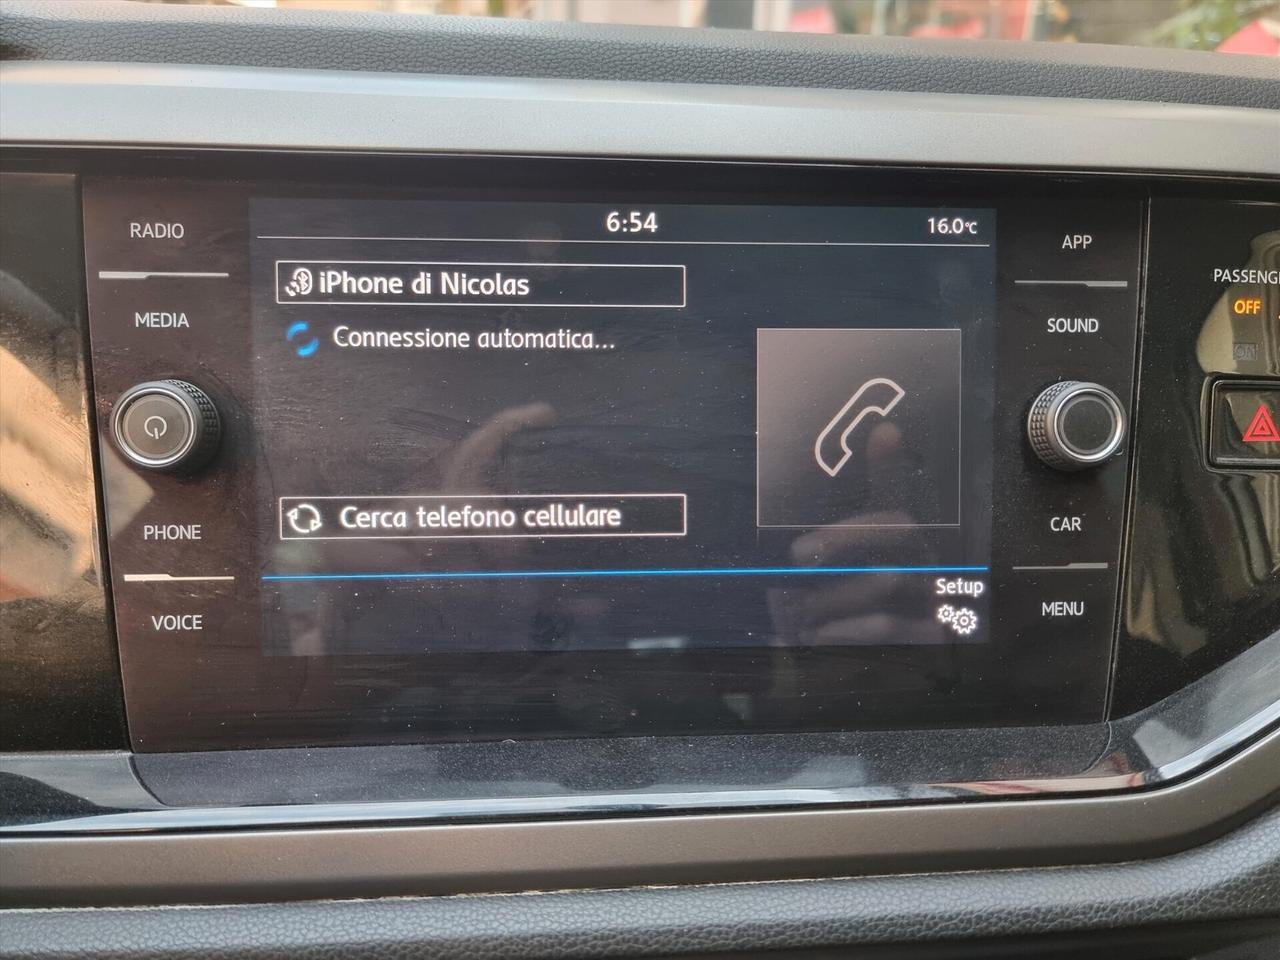 RADIO
MEDIA
PHONE
VOICE
6:54
16.0°C
iPhone di Nicolas
Connessione automatica...
Cerca telefono cellulare
Setup
APP
SOUND
CAR
MENU
OFF
ON